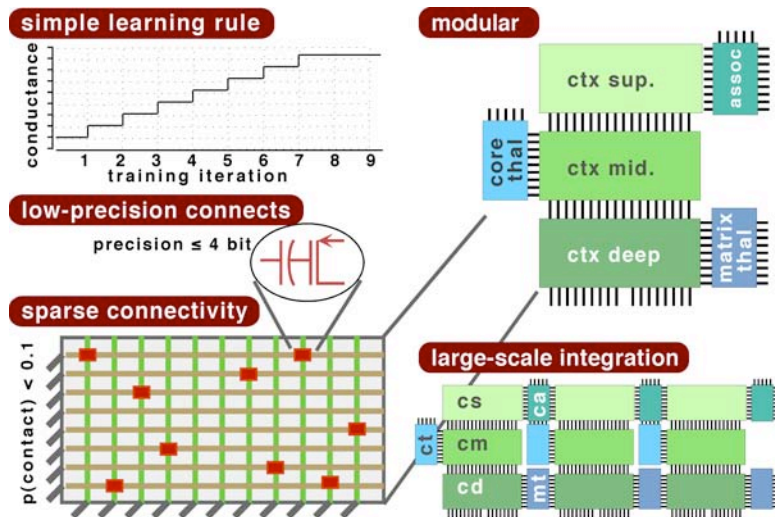 simple learning rule
conductance
1 2 3 4 5 6 7 8 9
training iteration
low-precision connects
precision ≤ 4 bit
sparse connectivity
p(contact) < 0.1
modular
ctx sup.
assoc
core
thal
ctx mid.
ctx deep
matrix
thal
large-scale integration
cs
ca
ct
cm
cd
mt